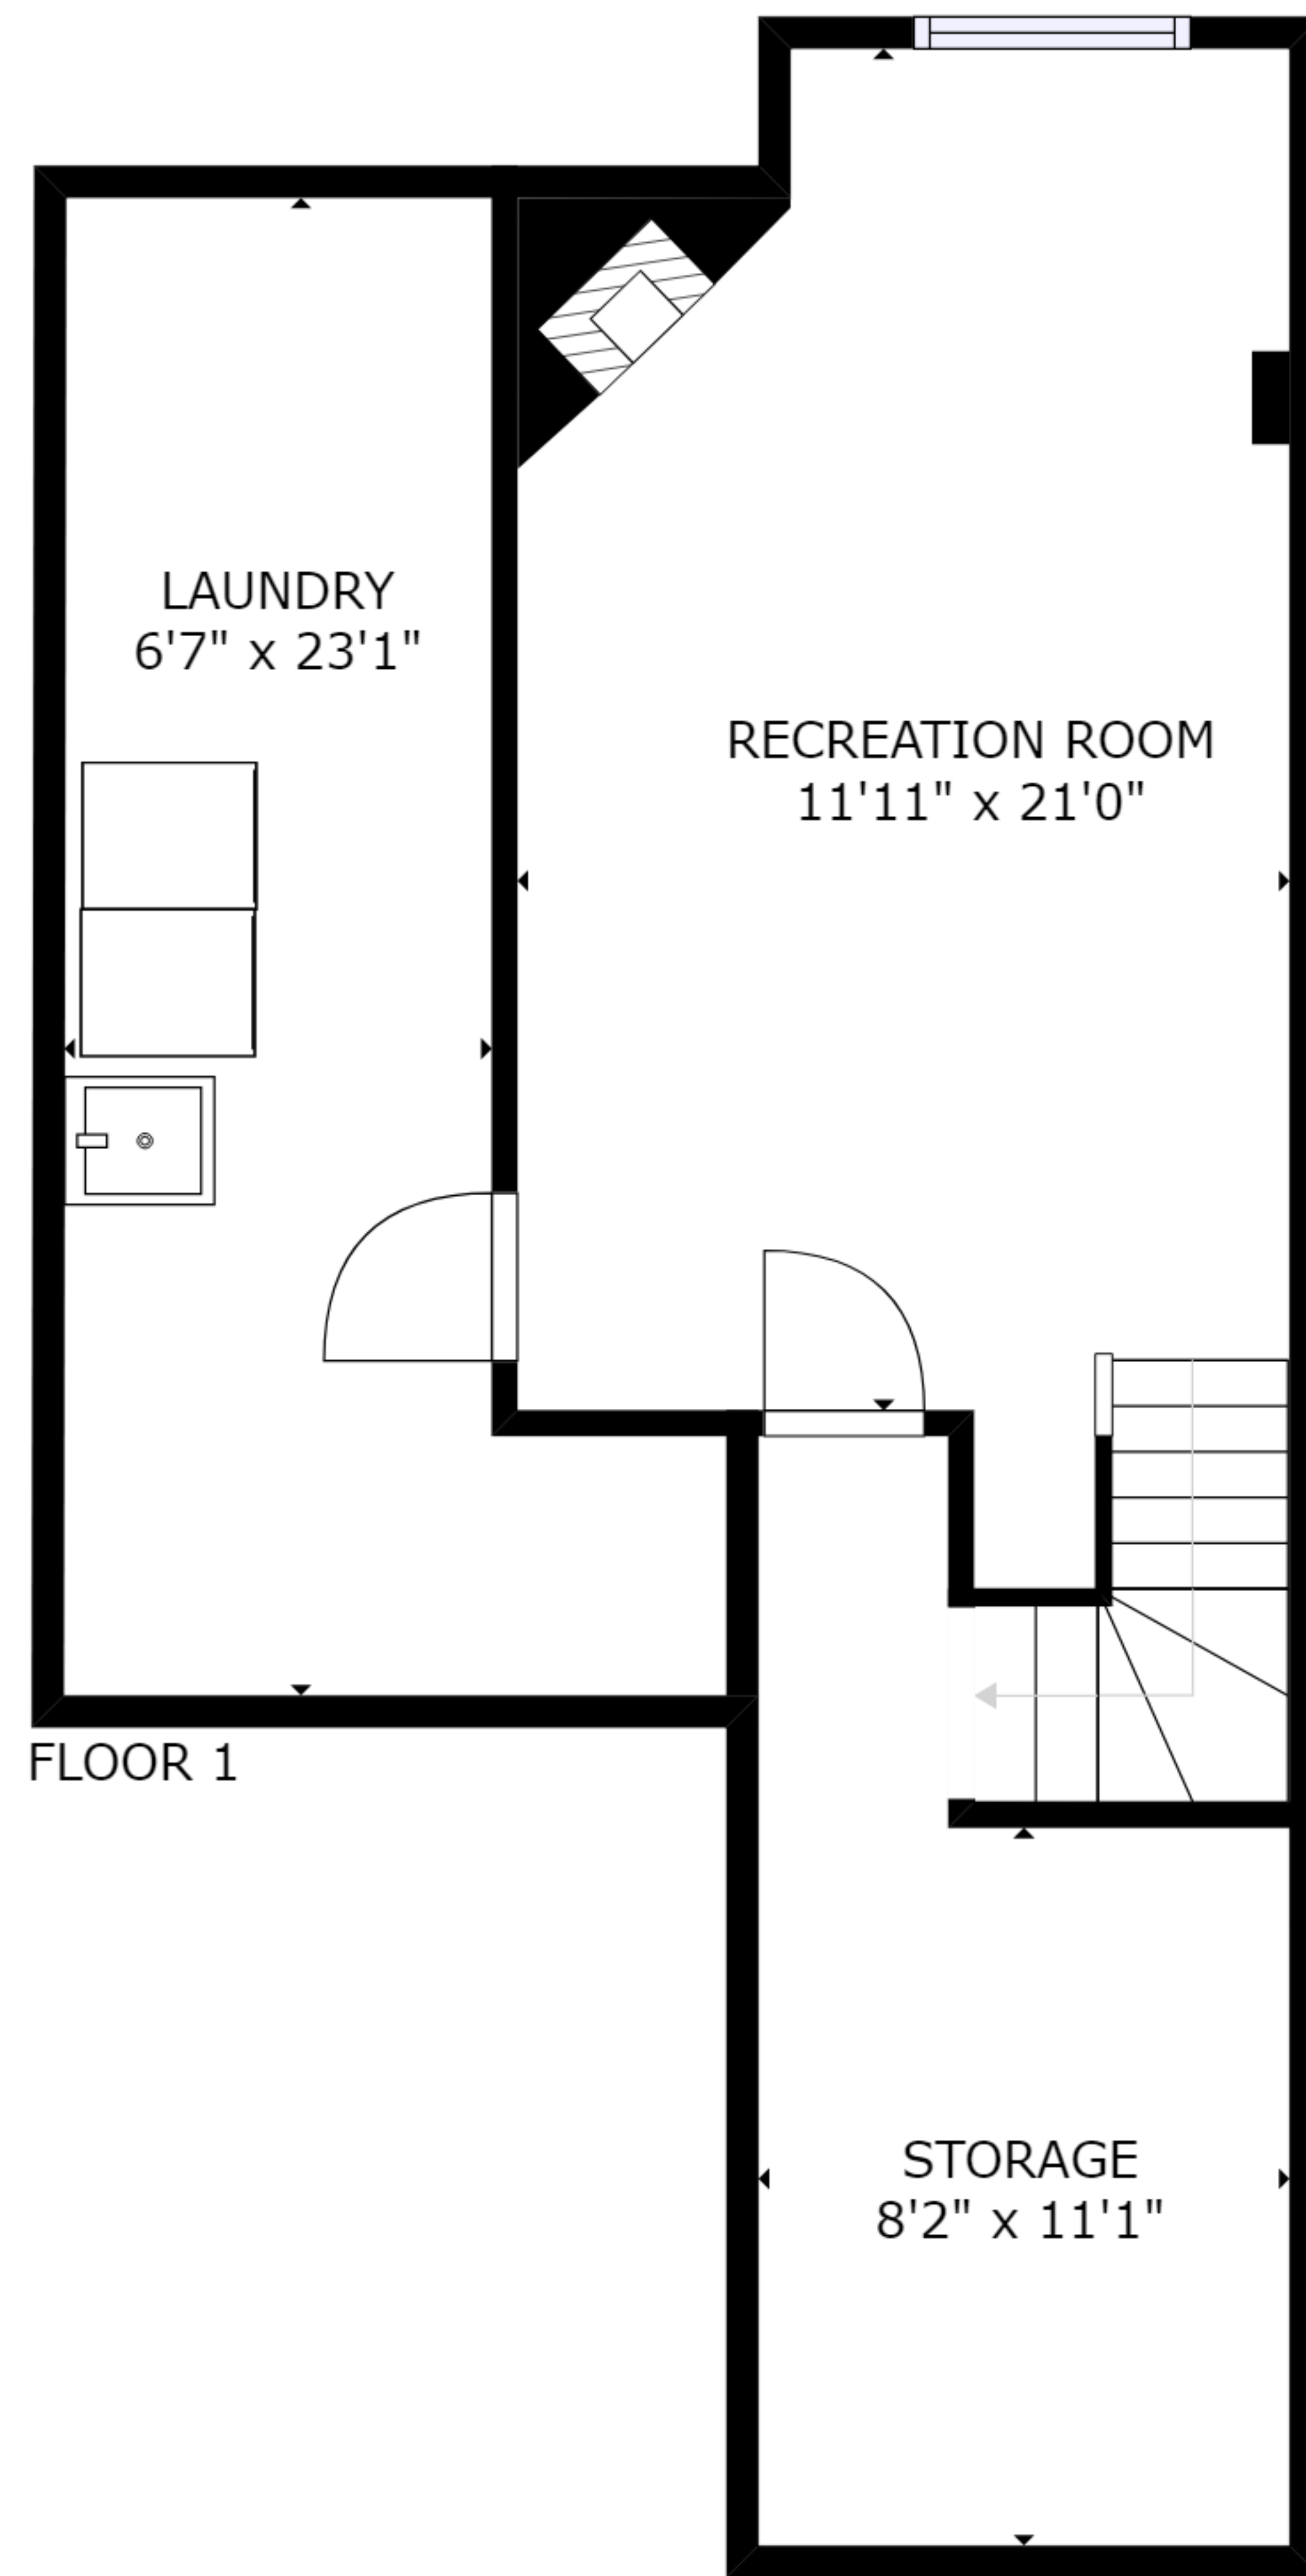 LAUNDRY
6'7" x 23'1"
RECREATION ROOM
11'11" x 21'0"
FLOOR 1
STORAGE
8'2" x 11'1"